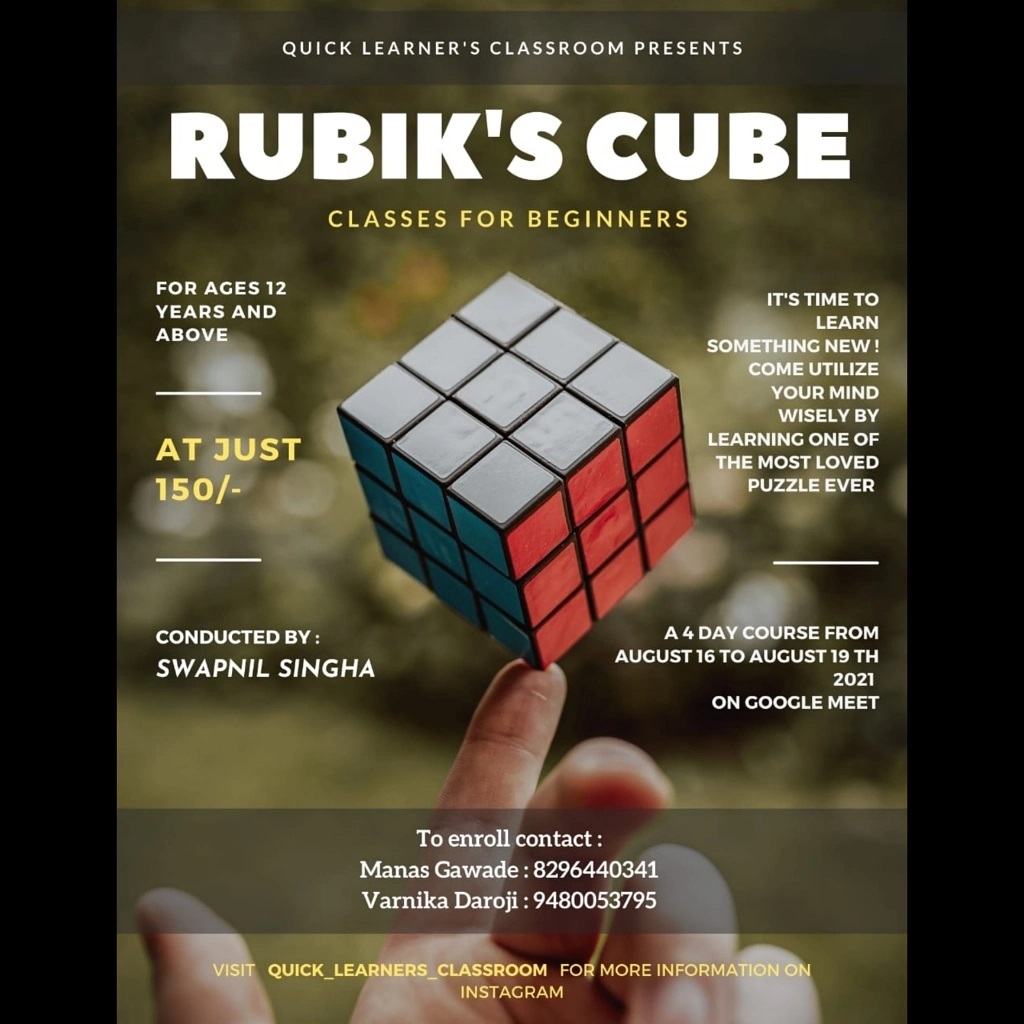 QUICK LEARNER'S CLASSROOM PRESENTS
RUBIK'S CUBE
CLASSES FOR BEGINNERS
FOR AGES 12
YEARS AND
ABOVE
AT JUST
150/-
CONDUCTED BY :
SWAPNIL SINGHA
IT'S TIME TO
LEARN
SOMETHING NEW !
COME UTILIZE
YOUR MIND
WISELY BY
LEARNING ONE OF
THE MOST LOVED
PUZZLE EVER
A 4 DAY COURSE FROM
AUGUST 16 TO AUGUST 19 TH
2021
ON GOOGLE MEET
To enroll contact :
Manas Gawade : 8296440341
Varnika Daroji : 9480053795
VISIT QUICK_LEARNERS_CLASSROOM FOR MORE INFORMATION ON
INSTAGRAM